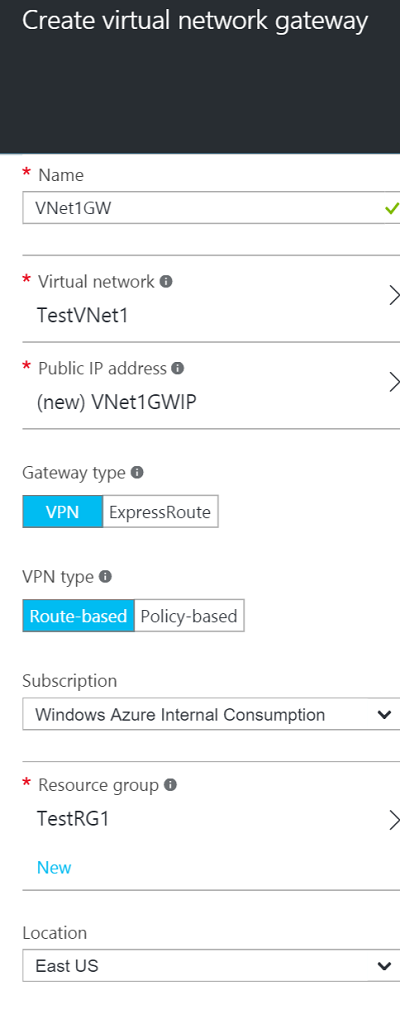 Create virtual network gateway
* Name
VNet1GW
* Virtual network
TestVNet1
* Public IP address
(new) VNet1GWIP
Gateway type
VPN ExpressRoute
VPN type
Route-based Policy-based
Subscription
Windows Azure Internal Consumption
* Resource group
TestRG1
New
Location
East US